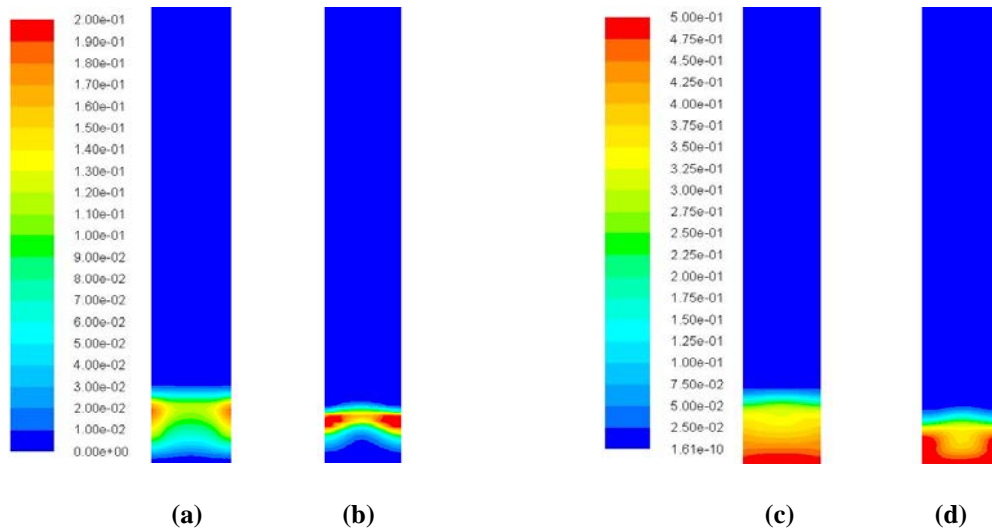 2.00e-01
1.90e-01
1.80e-01
1.70e-01
1.60e-01
1.50e-01
1.40e-01
1.30e-01
1.20e-01
1.10e-01
1.00e-01
9.00e-02
8.00e-02
7.00e-02
6.00e-02
5.00e-02
4.00e-02
3.00e-02
2.00e-02
1.00e-02
0.00e+00
5.00e-01
4.75e-01
4.50e-01
4.25e-01
4.00e-01
3.75e-01
3.50e-01
3.25e-01
3.00e-01
2.75e-01
2.50e-01
2.25e-01
2.00e-01
1.75e-01
1.50e-01
1.25e-01
1.00e-01
7.50e-02
5.00e-02
2.50e-02
1.61e-10
(a) (b) (c) (d)